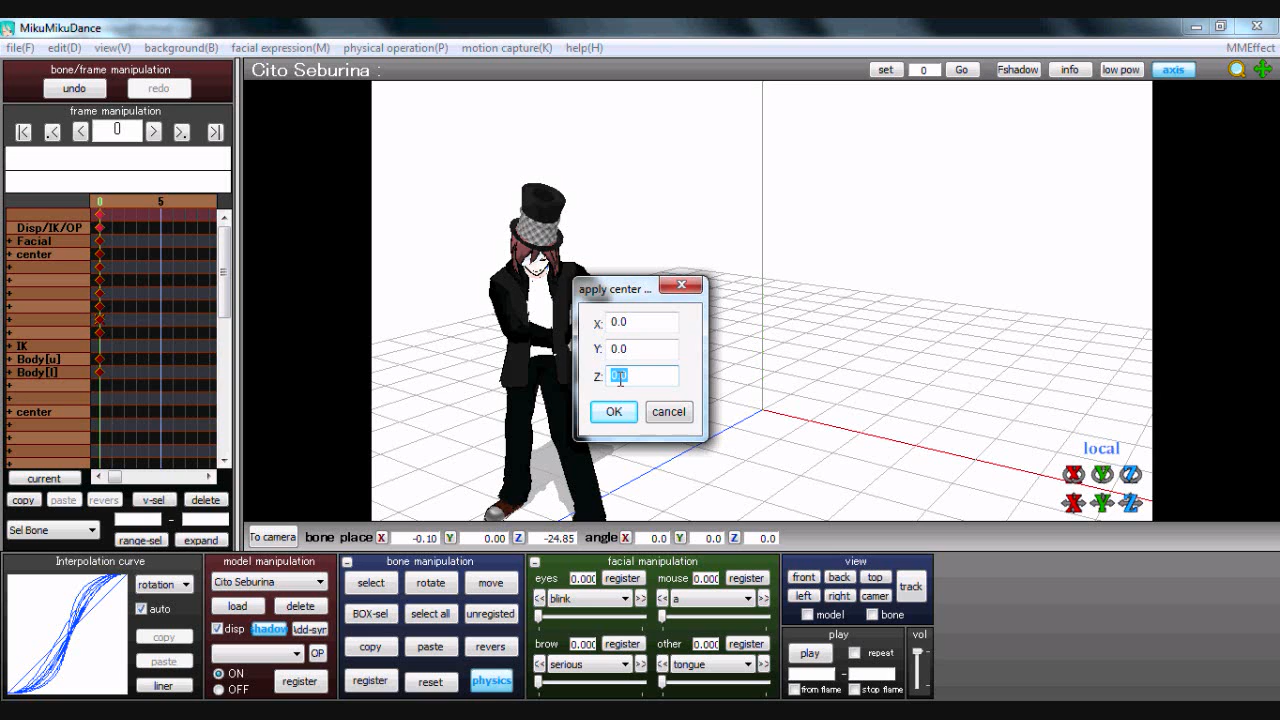 MikuMikuDance
file(F) edit(D) view(V) background(B) facial expression(M) physical operation(P) motion capture(K) help(H) MMEffect
bone/frame manipulation
undo redo
frame manipulation
|< .< < 0 > >. >|
0 5
Disp/IK/OP
+ Facial
+ center
+
+
+
+
+
+
+ IK
+ Body[u]
+ Body[l]
+
+
+ center
+
+
+
+
current
copy paste revers v-sel delete
Sel Bone -
range-sel expand
Cito Seburina :
set 0 Go Fshadow info low pow axis
apply center ...
X: 0.0
Y: 0.0
Z: 0.0
OK cancel
local
X Y Z
X Y Z
To camera bone place X -0.10 Y 0.00 Z -24.85 angle X 0.0 Y 0.0 Z 0.0
Interpolation curve
rotation
auto
copy
paste
liner
model manipulation
Cito Seburina
load delete
disp shadow Add-syn
OP
ON
OFF
register
- bone manipulation
select rotate move
BOX-sel select all unregisted
copy paste revers
register reset physics
- facial manipulation
eyes 0.00( register mouse 0.00( register
<< blink >> << a >>
brow 0.00( register other 0.00( register
<< serious >> << tongue >>
view
front back top
left right camer
track
model bone
play
play repeat
-
from flame stop flame
vol